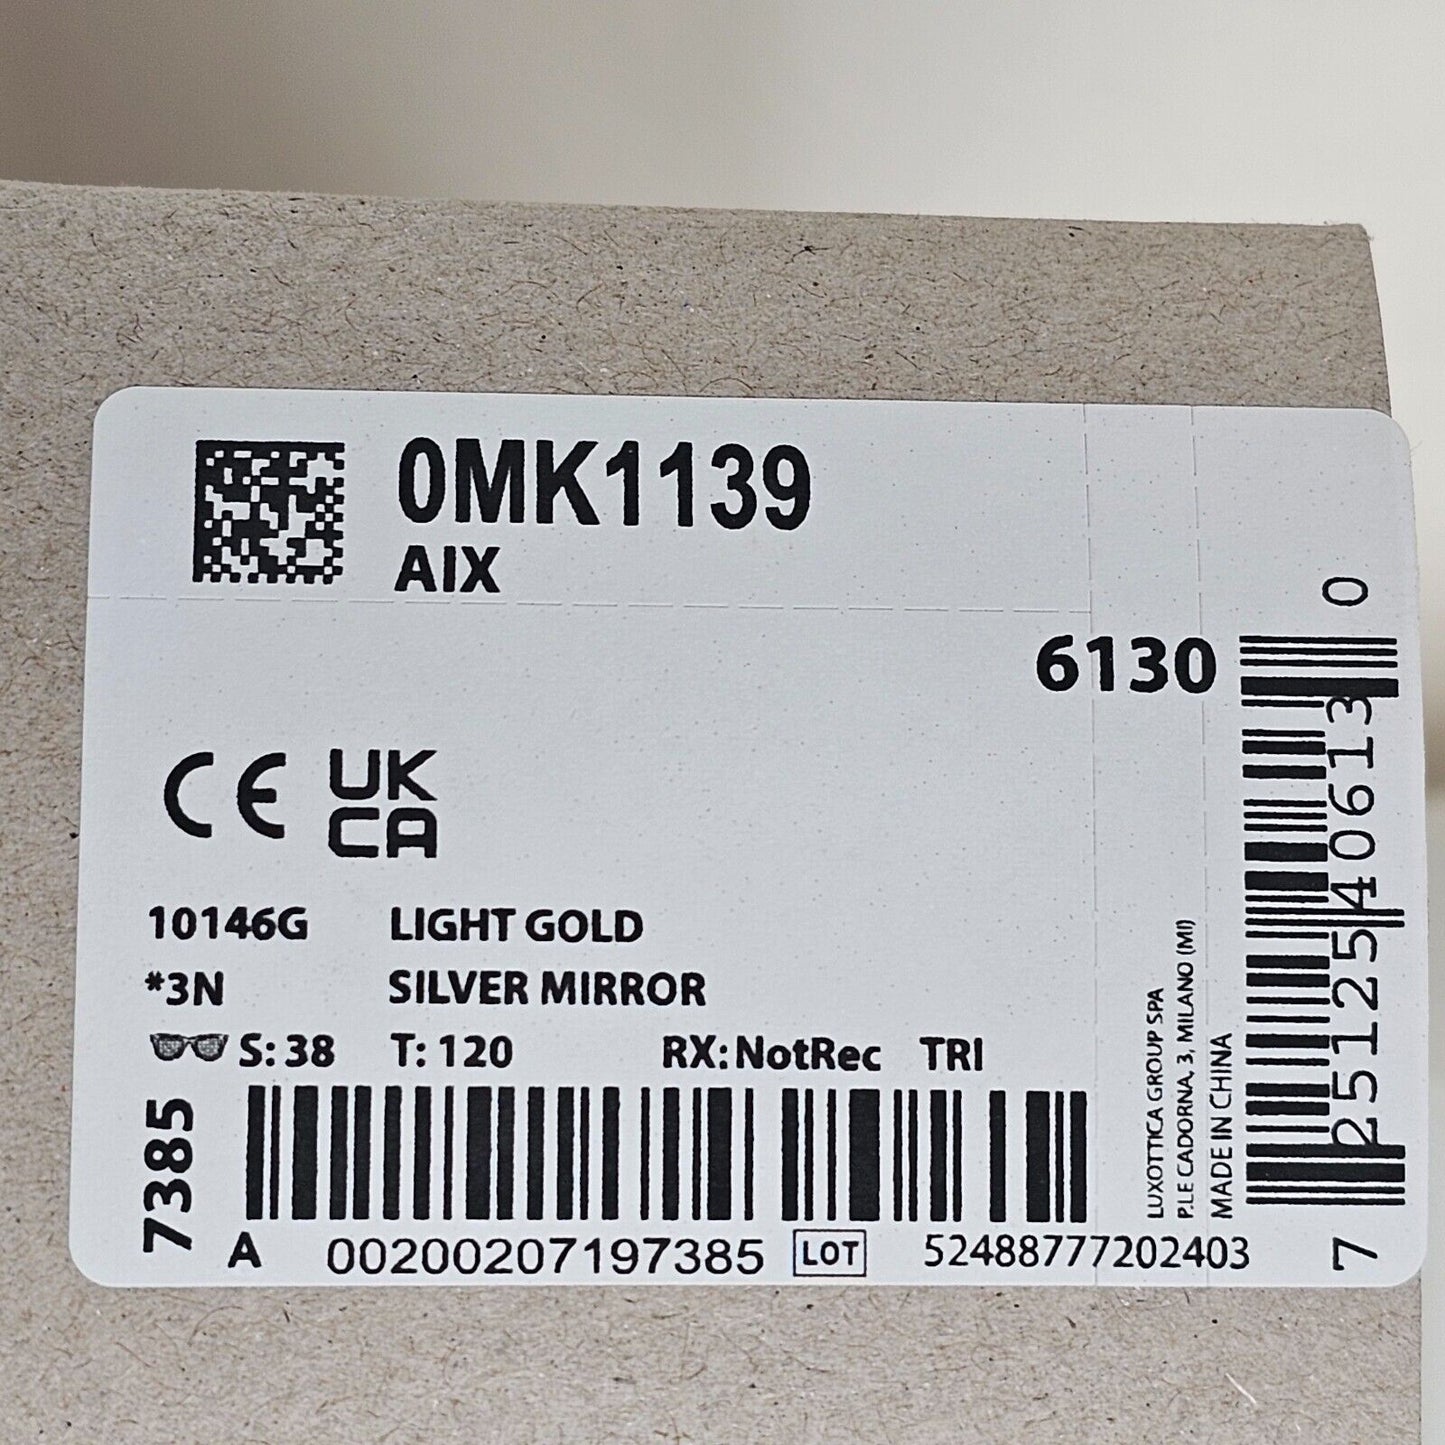 0MK1139
AIX
6130
CE UK CA
10146G LIGHT GOLD
*3N SILVER MIRROR
S: 38 T: 120 RX: NotRec TRI
7385
A 00200207197385 LOT 52488777202403
LUXOTTICA GROUP SPA
P.LE CADORNA, 3, MILANO (MI)
MADE IN CHINA
7 25125 40613 0